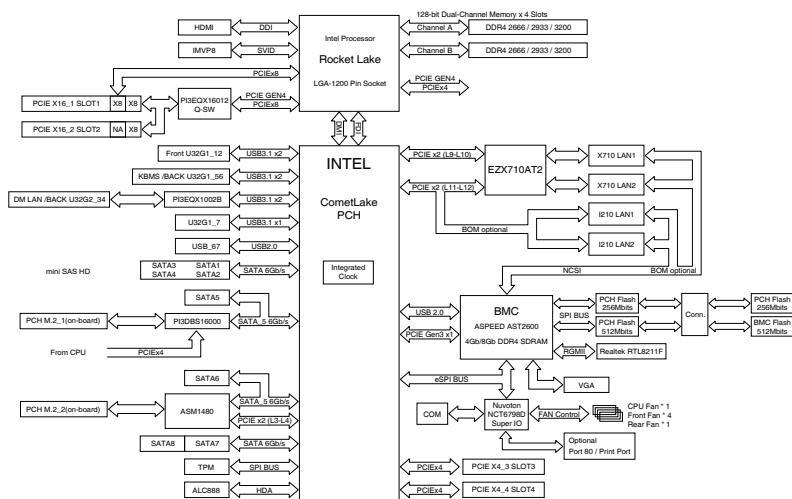 128-bit Dual-Channel Memory x 4 Slots
HDMI
DDI
Intel Processor
Rocket Lake
LGA-1200 Pin Socket
Channel A
DDR4 2666 / 2933 / 3200
IMVP8
SVID
Channel B
DDR4 2666 / 2933 / 3200
PCIEx8
PCIE GEN4
PCIEx4
PCIE X16_1 SLOT1
X8
X8
PI3EQX16012
Q-SW
PCIE GEN4
PCIEx8
PCIE X16_2 SLOT2
NA
X8
DMI
FDI
Front U32G1_12
USB3.1 x2
INTEL
CometLake
PCH
Integrated
Clock
PCIE x2 (L9-L10)
EZX710AT2
X710 LAN1
KBMS /BACK U32G1_56
USB3.1 x2
PCIE x2 (L11-L12)
X710 LAN2
DM LAN /BACK U32G2_34
PI3EQX1002B
USB3.1 x2
I210 LAN1
U32G1_7
USB3.1 x1
BOM optional
I210 LAN2
USB_67
USB2.0
mini SAS HD
SATA3
SATA1
SATA4
SATA2
SATA 6Gb/s
NCSI
BOM optional
SATA5
USB 2.0
BMC
ASPEED AST2600
4Gb/8Gb DDR4 SDRAM
PCH Flash
256Mbits
SPI BUS
PCH Flash
512Mbits
Conn.
PCH Flash
256Mbits
BMC Flash
512Mbits
PCH M.2_1(on-board)
PI3DBS16000
SATA_5 6Gb/s
PCIE Gen3 x1
From CPU
PCIEx4
RGMII
Realtek RTL8211F
SATA6
eSPI BUS
VGA
PCH M.2_2(on-board)
ASM1480
SATA_5 6Gb/s
PCIE x2 (L3-L4)
COM
Nuvoton
NCT6798D
Super IO
FAN Control
CPU Fan * 1
Front Fan * 4
Rear Fan * 1
SATA8
SATA7
SATA 6Gb/s
Optional
Port 80 / Print Port
TPM
SPI BUS
PCIEx4
PCIE X4_3 SLOT3
ALC888
HDA
PCIEx4
PCIE X4_4 SLOT4